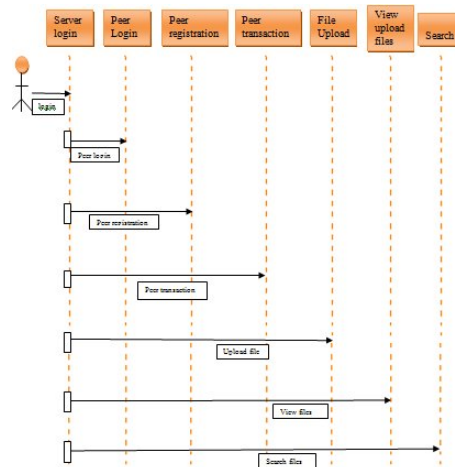 Server
login
Peer
Login
Peer
registration
Peer
transaction
File
Upload
View
upload
files
Search
login
Peer login
Peer registration
Peer transaction
Upload file
View files
Search files